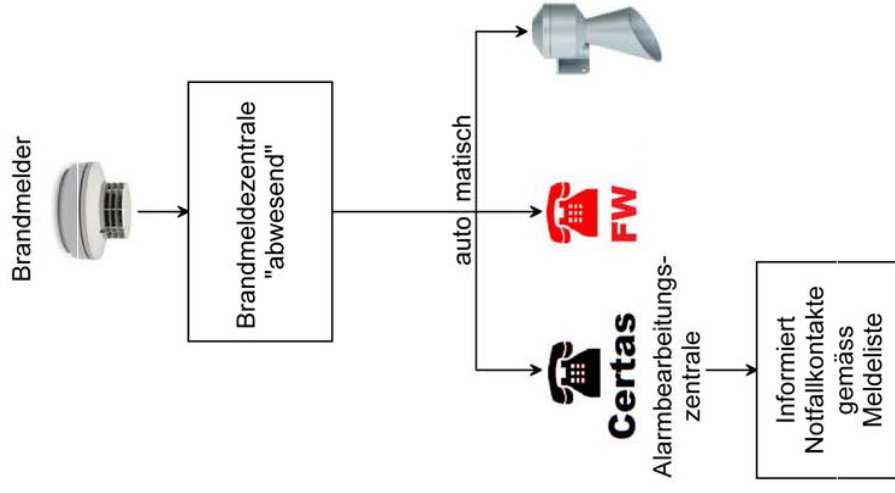 Brandmelder
Brandmeldezentrale
"abwesend"
auto matisch
Certas
Alarmbearbeitungs-
zentrale
FW
Informiert
Notfallkontakte
gemäss
Meldeliste